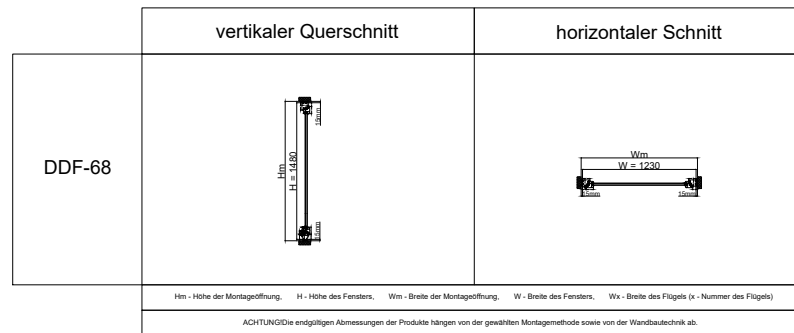 vertikaler Querschnitt
horizontaler Schnitt
DDF-68
15mm
Hm
H = 1480
15mm
Wm
W = 1230
15mm
15mm
Hm - Höhe der Montageöffnung, H - Höhe des Fensters, Wm - Breite der Montageöffnung, W - Breite des Fensters, Wx - Breite des Flügels (x - Nummer des Flügels)
ACHTUNG!Die endgültigen Abmessungen der Produkte hängen von der gewählten Montagemethode sowie von der Wandbautechnik ab.